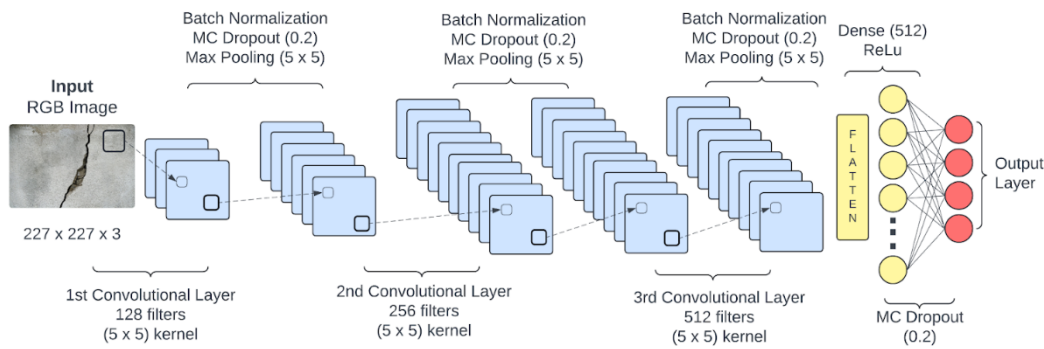 Batch Normalization
MC Dropout (0.2)
Max Pooling (5 x 5)
Batch Normalization
MC Dropout (0.2)
Max Pooling (5 x 5)
Batch Normalization
MC Dropout (0.2)
Max Pooling (5 x 5)
Dense (512)
ReLu
Input
RGB Image
FLATTEN
Output
Layer
227 x 227 x 3
1st Convolutional Layer
128 filters
(5 x 5) kernel
2nd Convolutional Layer
256 filters
(5 x 5) kernel
3rd Convolutional Layer
512 filters
(5 x 5) kernel
MC Dropout
(0.2)